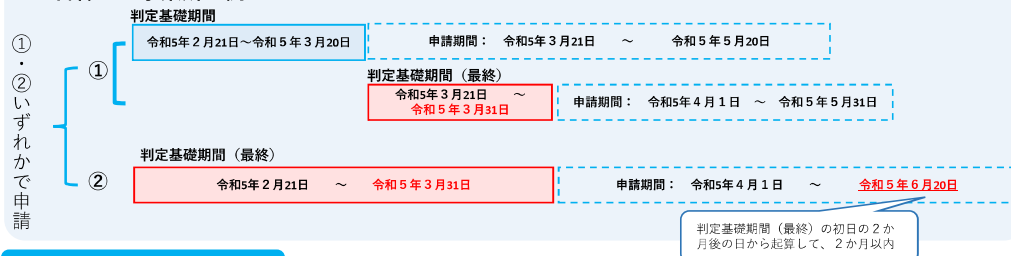 判定基礎期間
令和5年２月21日～令和５年３月20日
申請期間： 令和5年３月21日 ～ 令和５年５月20日
①
判定基礎期間（最終）
令和5年３月21日 ～
令和５年３月31日
申請期間： 令和5年４月１日 ～ 令和５年５月31日
①・②いずれかで申請
判定基礎期間（最終）
②
令和5年２月21日 ～ 令和５年３月31日
申請期間： 令和5年４月１日 ～ 令和５年６月20日
判定基礎期間（最終）の初日の２か
月後の日から起算して、２か月以内